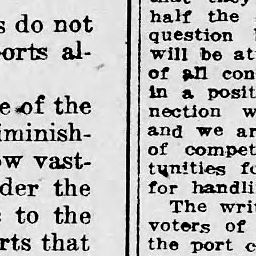 s do not
orts al-
e of the
iminish-
ow vast-
der the
s to the
rts that
half the
question
will be at
of all con
in a posit
nection w
and we ar
of compet
tunities fo
for handli
The writ
voters of
the port c